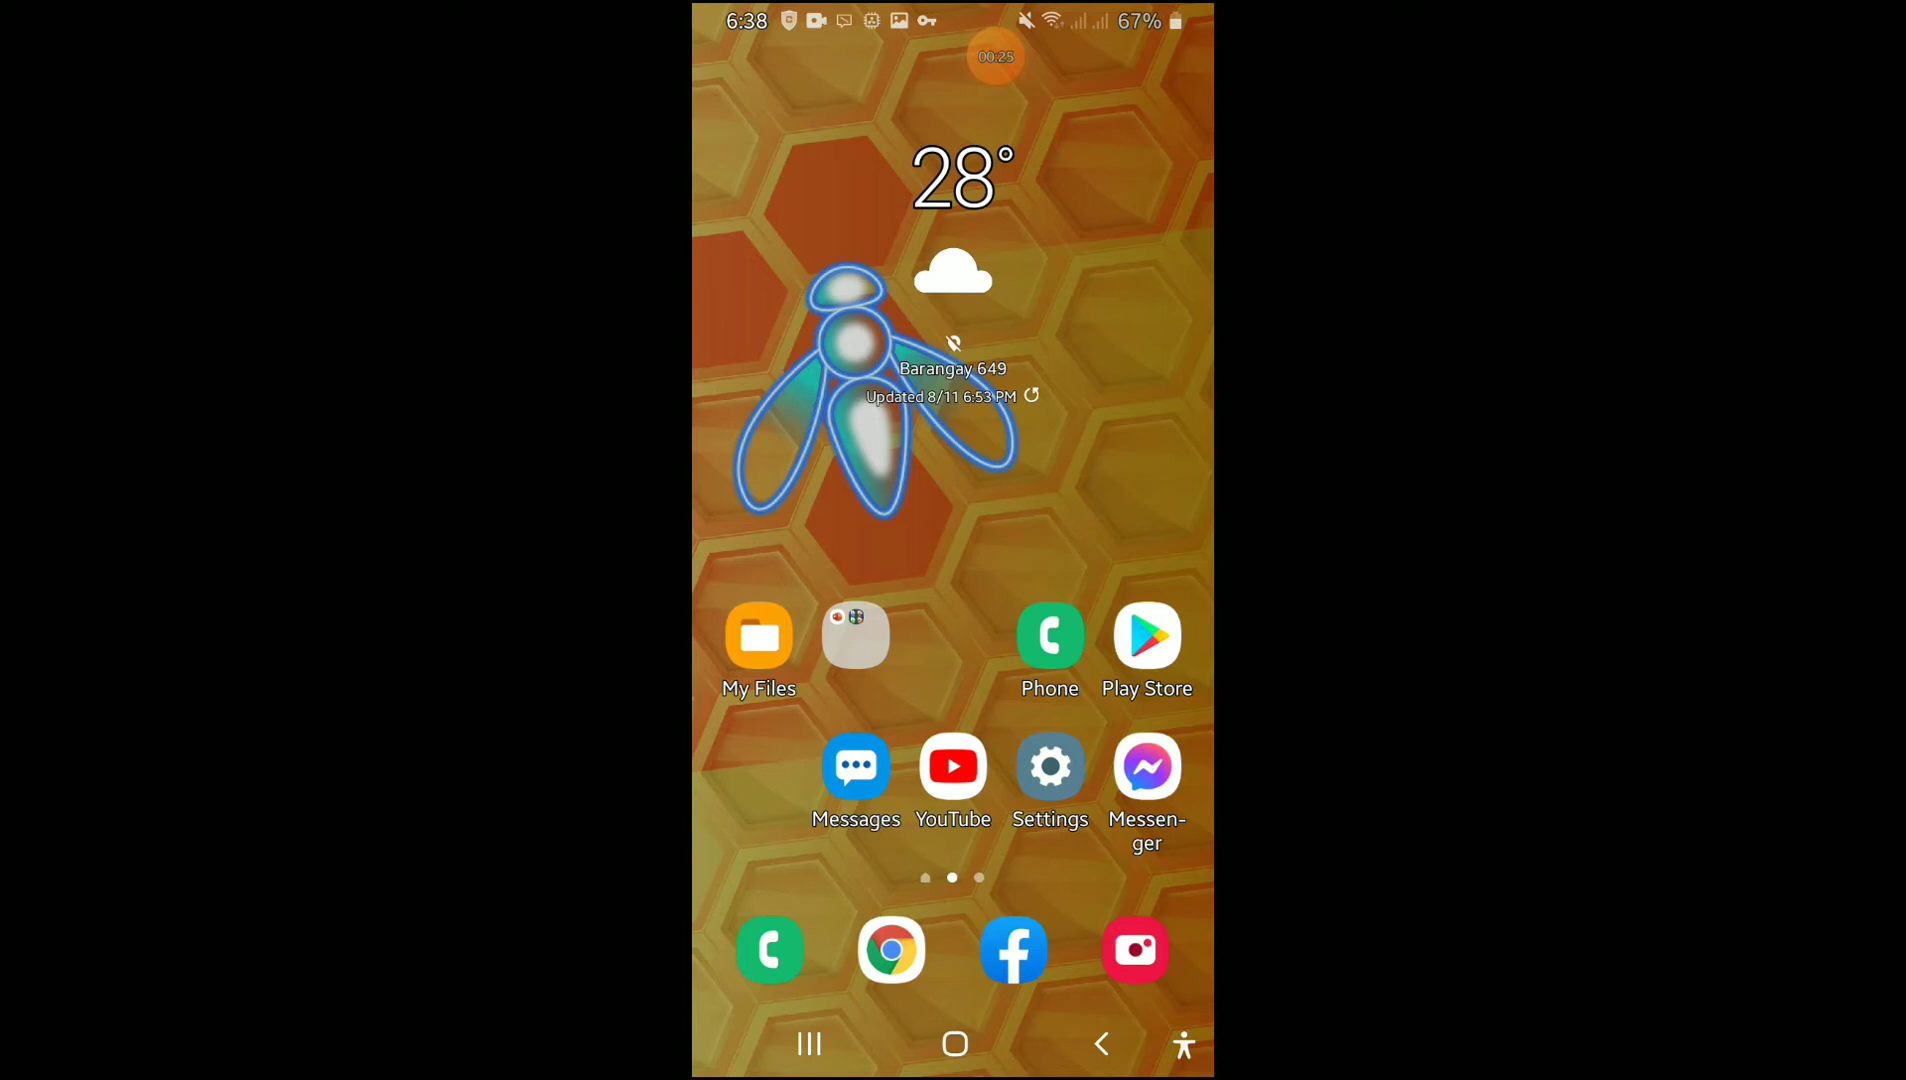 6:38
67%
00:25
28°
Barangay 649
Updated 8/11 6:53 PM
My Files
Phone
Play Store
Messages
YouTube
Settings
Messen-
ger